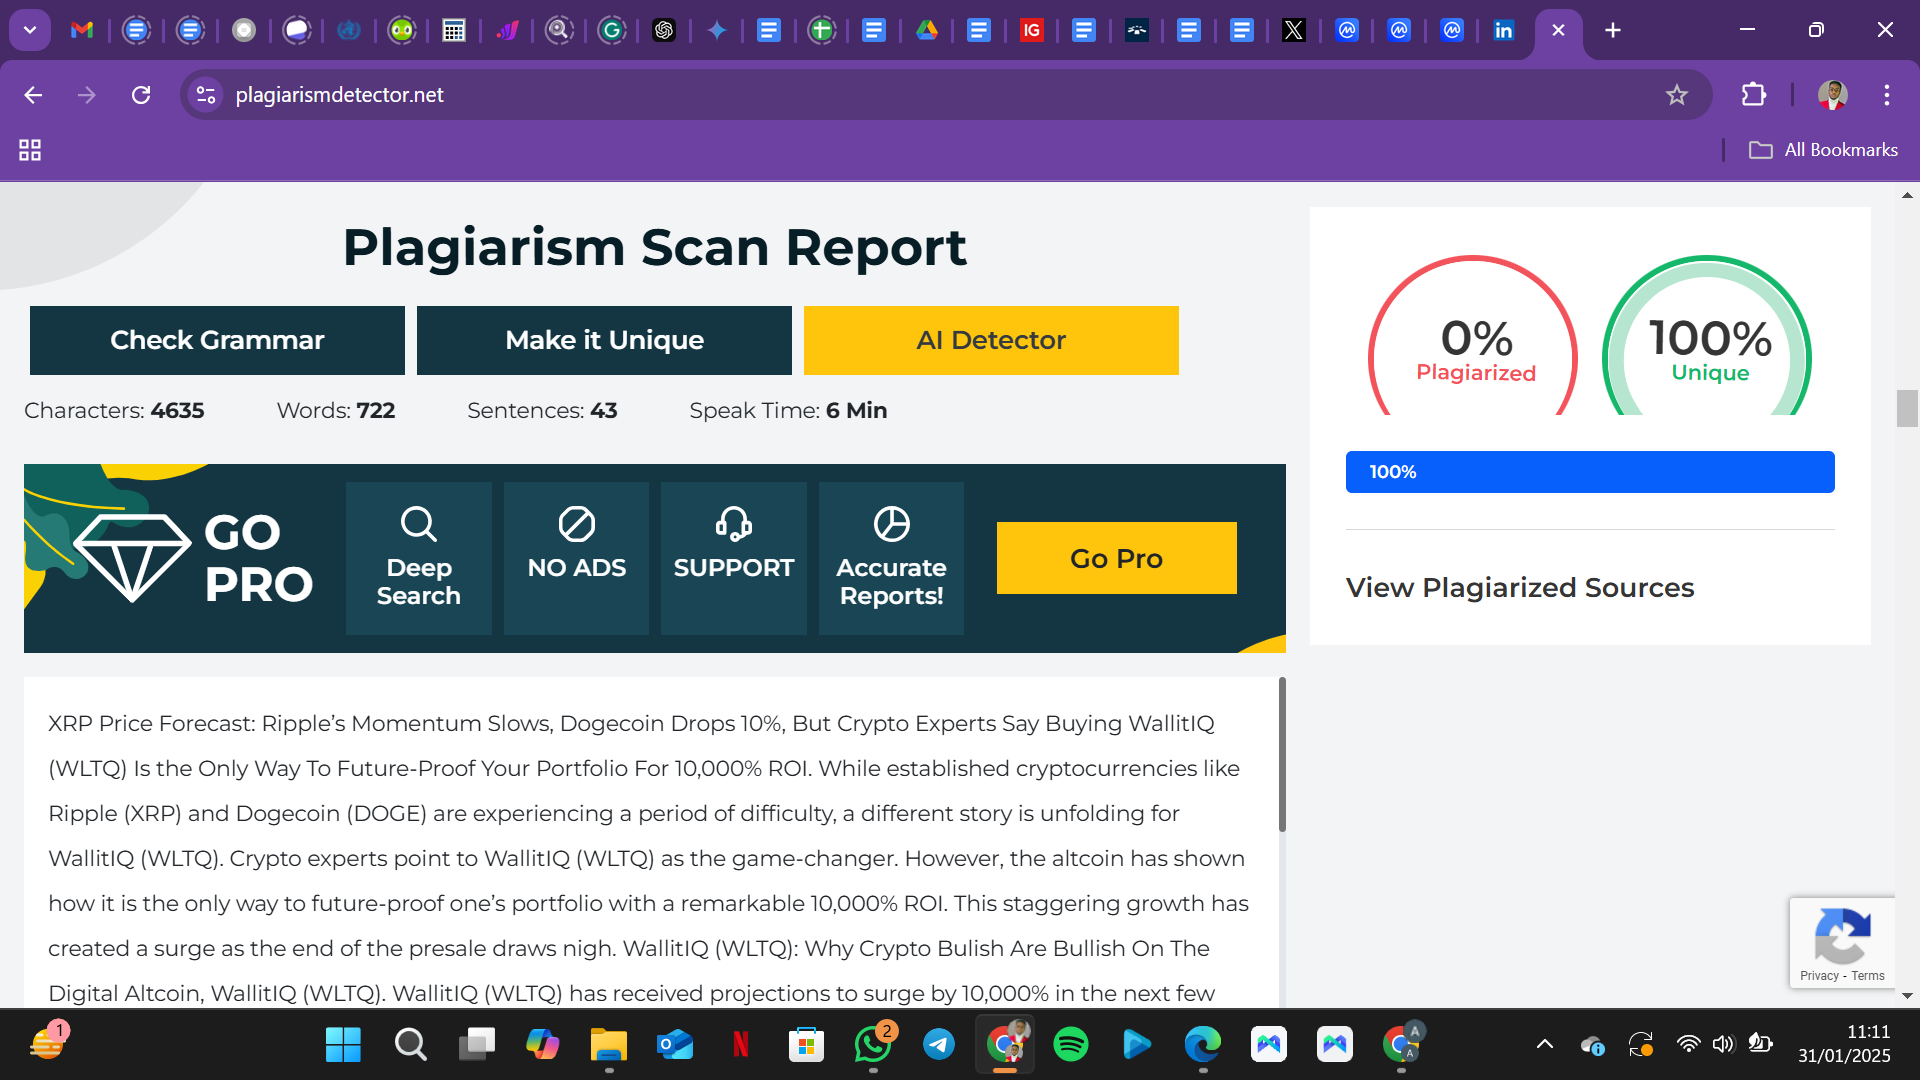 IG
in
plagiarismdetector.net
All Bookmarks
Plagiarism Scan Report
Check Grammar
Make it Unique
AI Detector
Characters: 4635
Words: 722
Sentences: 43
Speak Time: 6 Min
0%
Plagiarized
100%
Unique
100%
View Plagiarized Sources
GO
PRO
Deep
Search
NO ADS
SUPPORT
Accurate
Reports!
Go Pro
XRP Price Forecast: Ripple’s Momentum Slows, Dogecoin Drops 10%, But Crypto Experts Say Buying WallitIQ
(WLTQ) Is the Only Way To Future-Proof Your Portfolio For 10,000% ROI. While established cryptocurrencies like
Ripple (XRP) and Dogecoin (DOGE) are experiencing a period of difficulty, a different story is unfolding for
WallitIQ (WLTQ). Crypto experts point to WallitIQ (WLTQ) as the game-changer. However, the altcoin has shown
how it is the only way to future-proof one’s portfolio with a remarkable 10,000% ROI. This staggering growth has
created a surge as the end of the presale draws nigh. WallitIQ (WLTQ): Why Crypto Bulish Are Bullish On The
Digital Altcoin, WallitIQ (WLTQ). WallitIQ (WLTQ) has received projections to surge by 10,000% in the next few
Privacy - Terms
1
N
2
A
A
11:11
31/01/2025